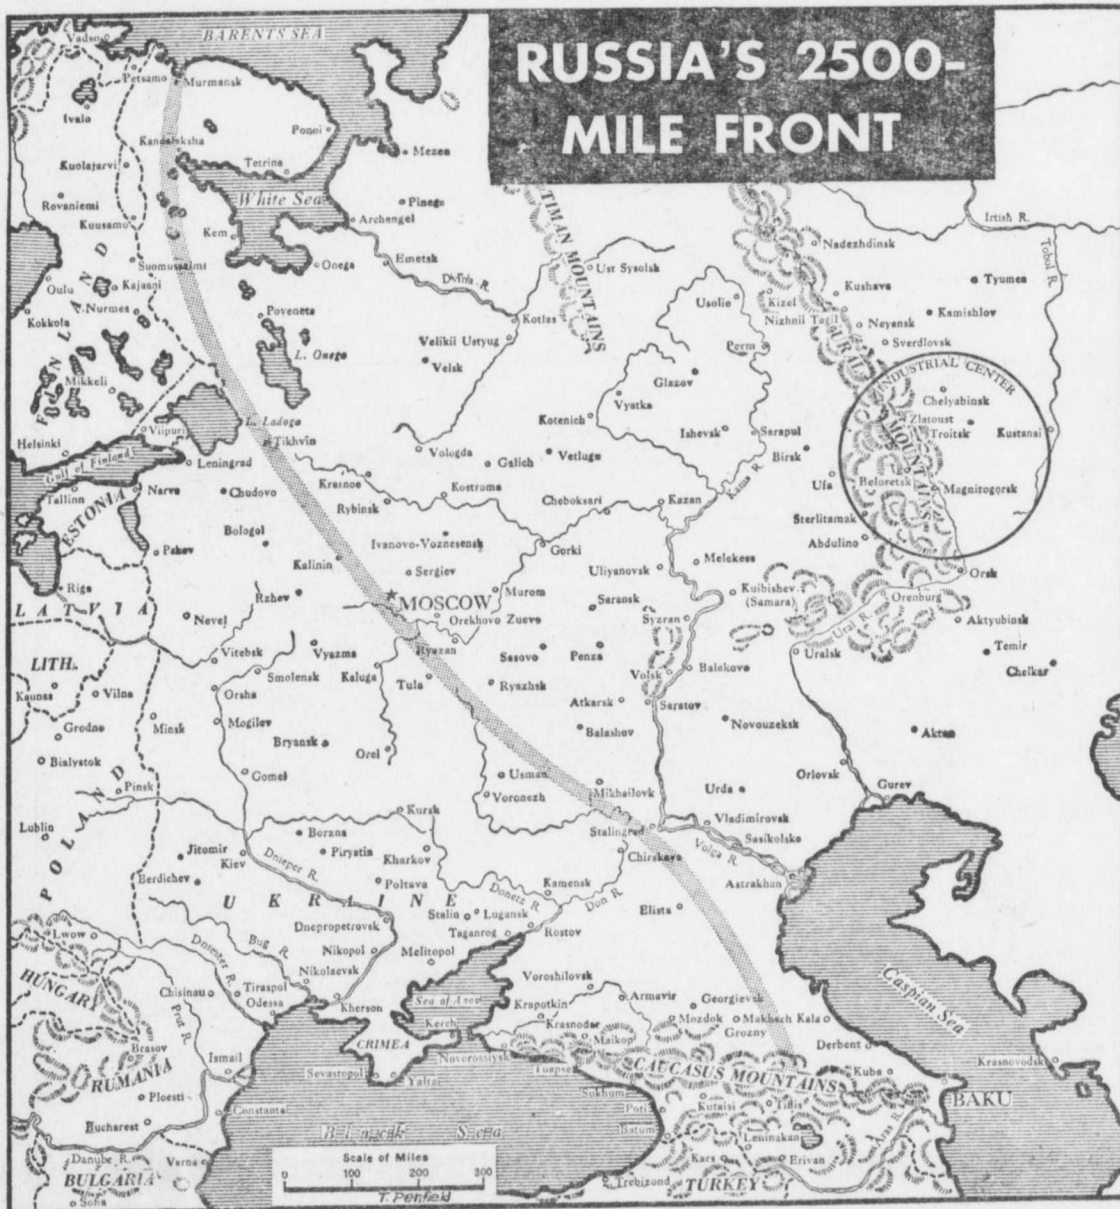 RUSSIA'S 2500-
MILE FRONT
BARENTS SEA
Vadso
Petsamo
Murmansk
Ivalo
Kandalaksha
Ponoi
Mezen
Kuolajarvi
Tetrina
White Sea
Pinega
Rovaniemi
Kuusamo
Archangel
Kem
Onega
Emetsk
Suomussalmi
Oulu
Kajaani
Nurmes
Kokkola
FINLAND
Mikkeli
Poveneta
L. Onega
Dvina R.
Kotlas
Velikii Ustyug
Velsk
TIMAN MOUNTAINS
Ust Sysolsk
Irtish R.
Tobol R.
Nadezhdinsk
Tyumen
Kushava
Kizel
Nizhnii Tagil
Kamishlov
Neyansk
Sverdlovsk
Usolie
Perm
URAL
MOUNTAINS
INDUSTRIAL CENTER
Chelyabinsk
Zlatoust
Troitsk
Kustanai
Beloretsk
Magnitogorsk
Glazov
Vyatka
Kotenich
Ishevsk
Sarapul
Birsk
Ufa
Kama R.
Sterlitamak
Abdulino
Orsk
Helsinki
Viipuri
L. Ladoga
Tikhvin
Gulf of Finland
Leningrad
Tallinn
Narva
ESTONIA
Chudovo
Vologda
Galich
Vetluga
Krasnoe
Kostroma
Rybinsk
Cheboksari
Kazan
Bologoi
Pskov
Kalinin
Ivanovo-Voznesensk
Sergiev
Gorki
Uliyanovsk
Melekess
Riga
LATVIA
Rzhev
MOSCOW
Murom
Orekhovo Zuevo
Saransk
Kuibishev
(Samara)
Orenburg
Ural R.
Aktyubinsk
Nevel
Vitebsk
Vyazma
Ryazan
Sasovo
Penza
Syzran
Uralsk
Temir
Chelkar
LITH.
Kaunas
Vilna
Smolensk
Kaluga
Tula
Ryazhsk
Volsk
Balakovo
Orsha
Atkarsk
Saratov
Grodno
Minsk
Mogilev
Bryansk
Orel
Balashov
Novouzeksk
Aktan
Bialystok
Gomel
Usman
Mikhailovk
Orlovsk
Gurev
Pinsk
POLAND
Voronezh
Urda
Lublin
Kursk
Stalingrad
Vladimirovsk
Sasikolsko
Volga R.
Borzna
Jitomir
Kiev
Piryatin
Kharkov
Chirskaya
Astrakhan
Berdichev
Dnieper R.
Poltava
Donetz R.
Kamensk
Don R.
Elista
UKRAINE
Stalin
Lugansk
Taganrog
Rostov
Lwow
Dnepropetrovsk
Dniester R.
Bug R.
Nikopol
Melitopol
Nikolaevsk
HUNGARY
Chisinau
Tiraspol
Odessa
Kherson
Sea of Azov
Voroshilovsk
Krapotkin
Armavir
Georgievsk
Caspian Sea
Prut R.
Kerch
Krasnodar
Mozdok
Makhach Kala
Grozny
CRIMEA
Novorossiysk
Maikop
Derbent
Krasnovodsk
Brasov
Ismail
RUMANIA
Sevastopol
Yalta
Tuapse
CAUCASUS MOUNTAINS
Kuba
Ploesti
Sukhum
BAKU
Constanta
Poti
Kutaisi
Tiflis
Bucharest
Black Sea
Batum
Leninakan
Aras R.
Danube R.
Varna
Scale of Miles
Kars
Erivan
BULGARIA
0 100 200 300
Sofia
T. Penfield
Trebizond
TURKEY